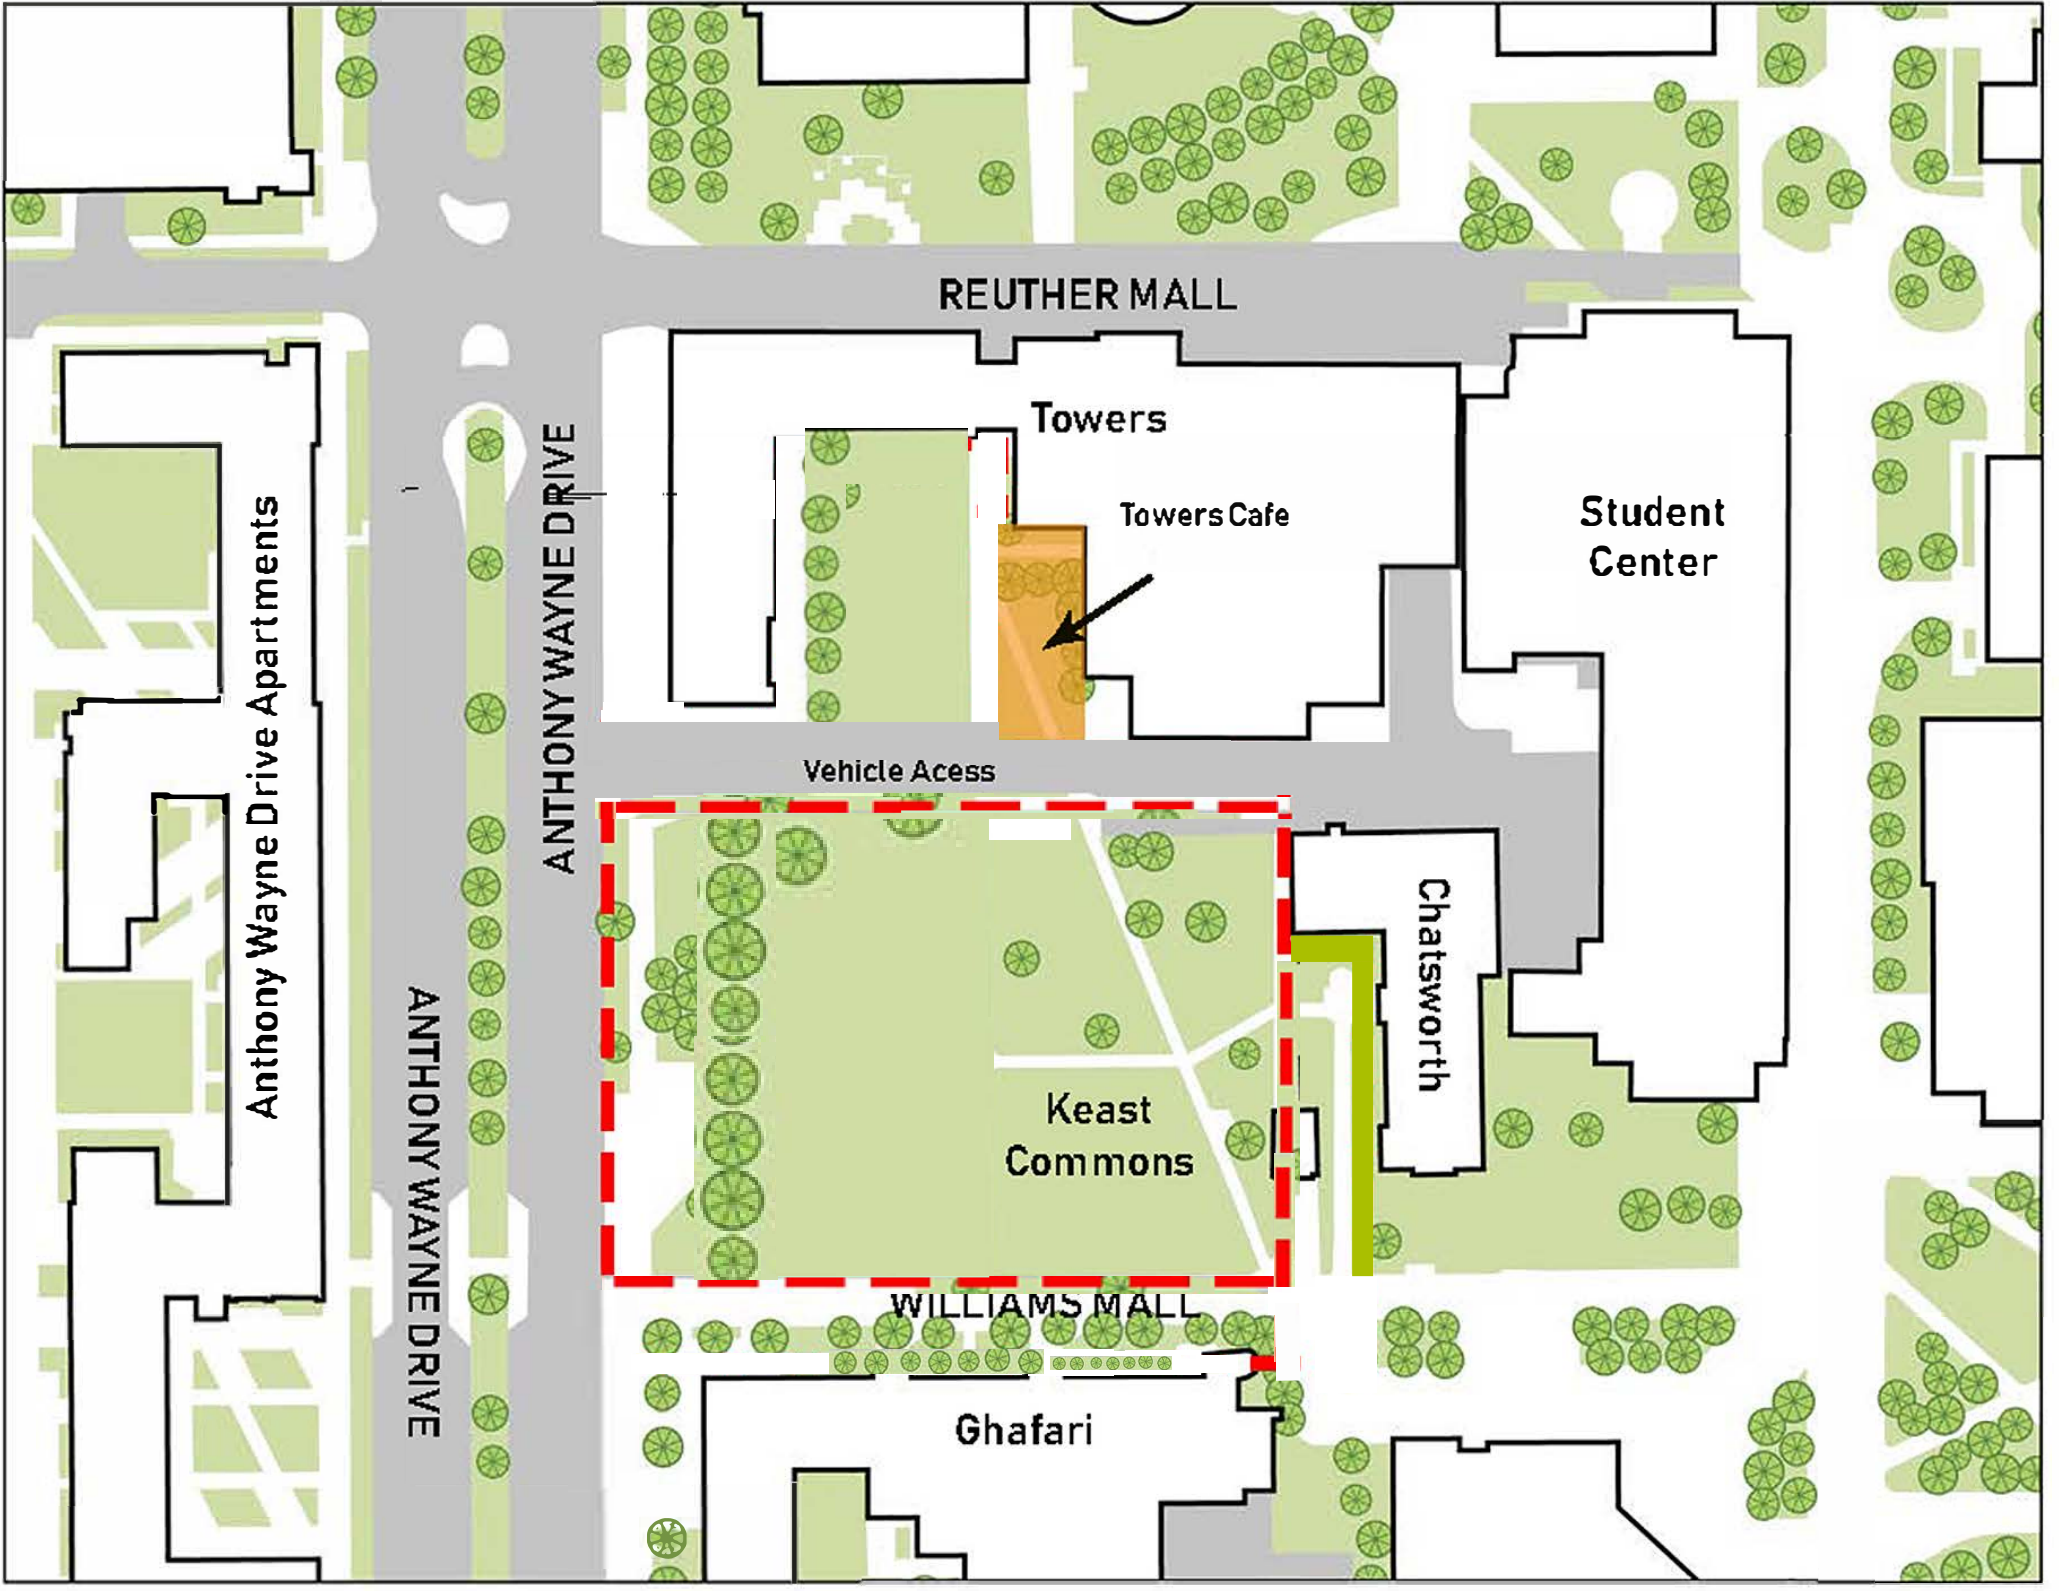 REUTHER MALL
Towers
Towers Cafe
Student
Center
ANTHONY WAYNE DRIVE
Anthony Wayne Drive Apartments
Vehicle Acess
Chatsworth
ANTHONY WAYNE DRIVE
Keast
Commons
WILLIAMS MALL
Ghafari